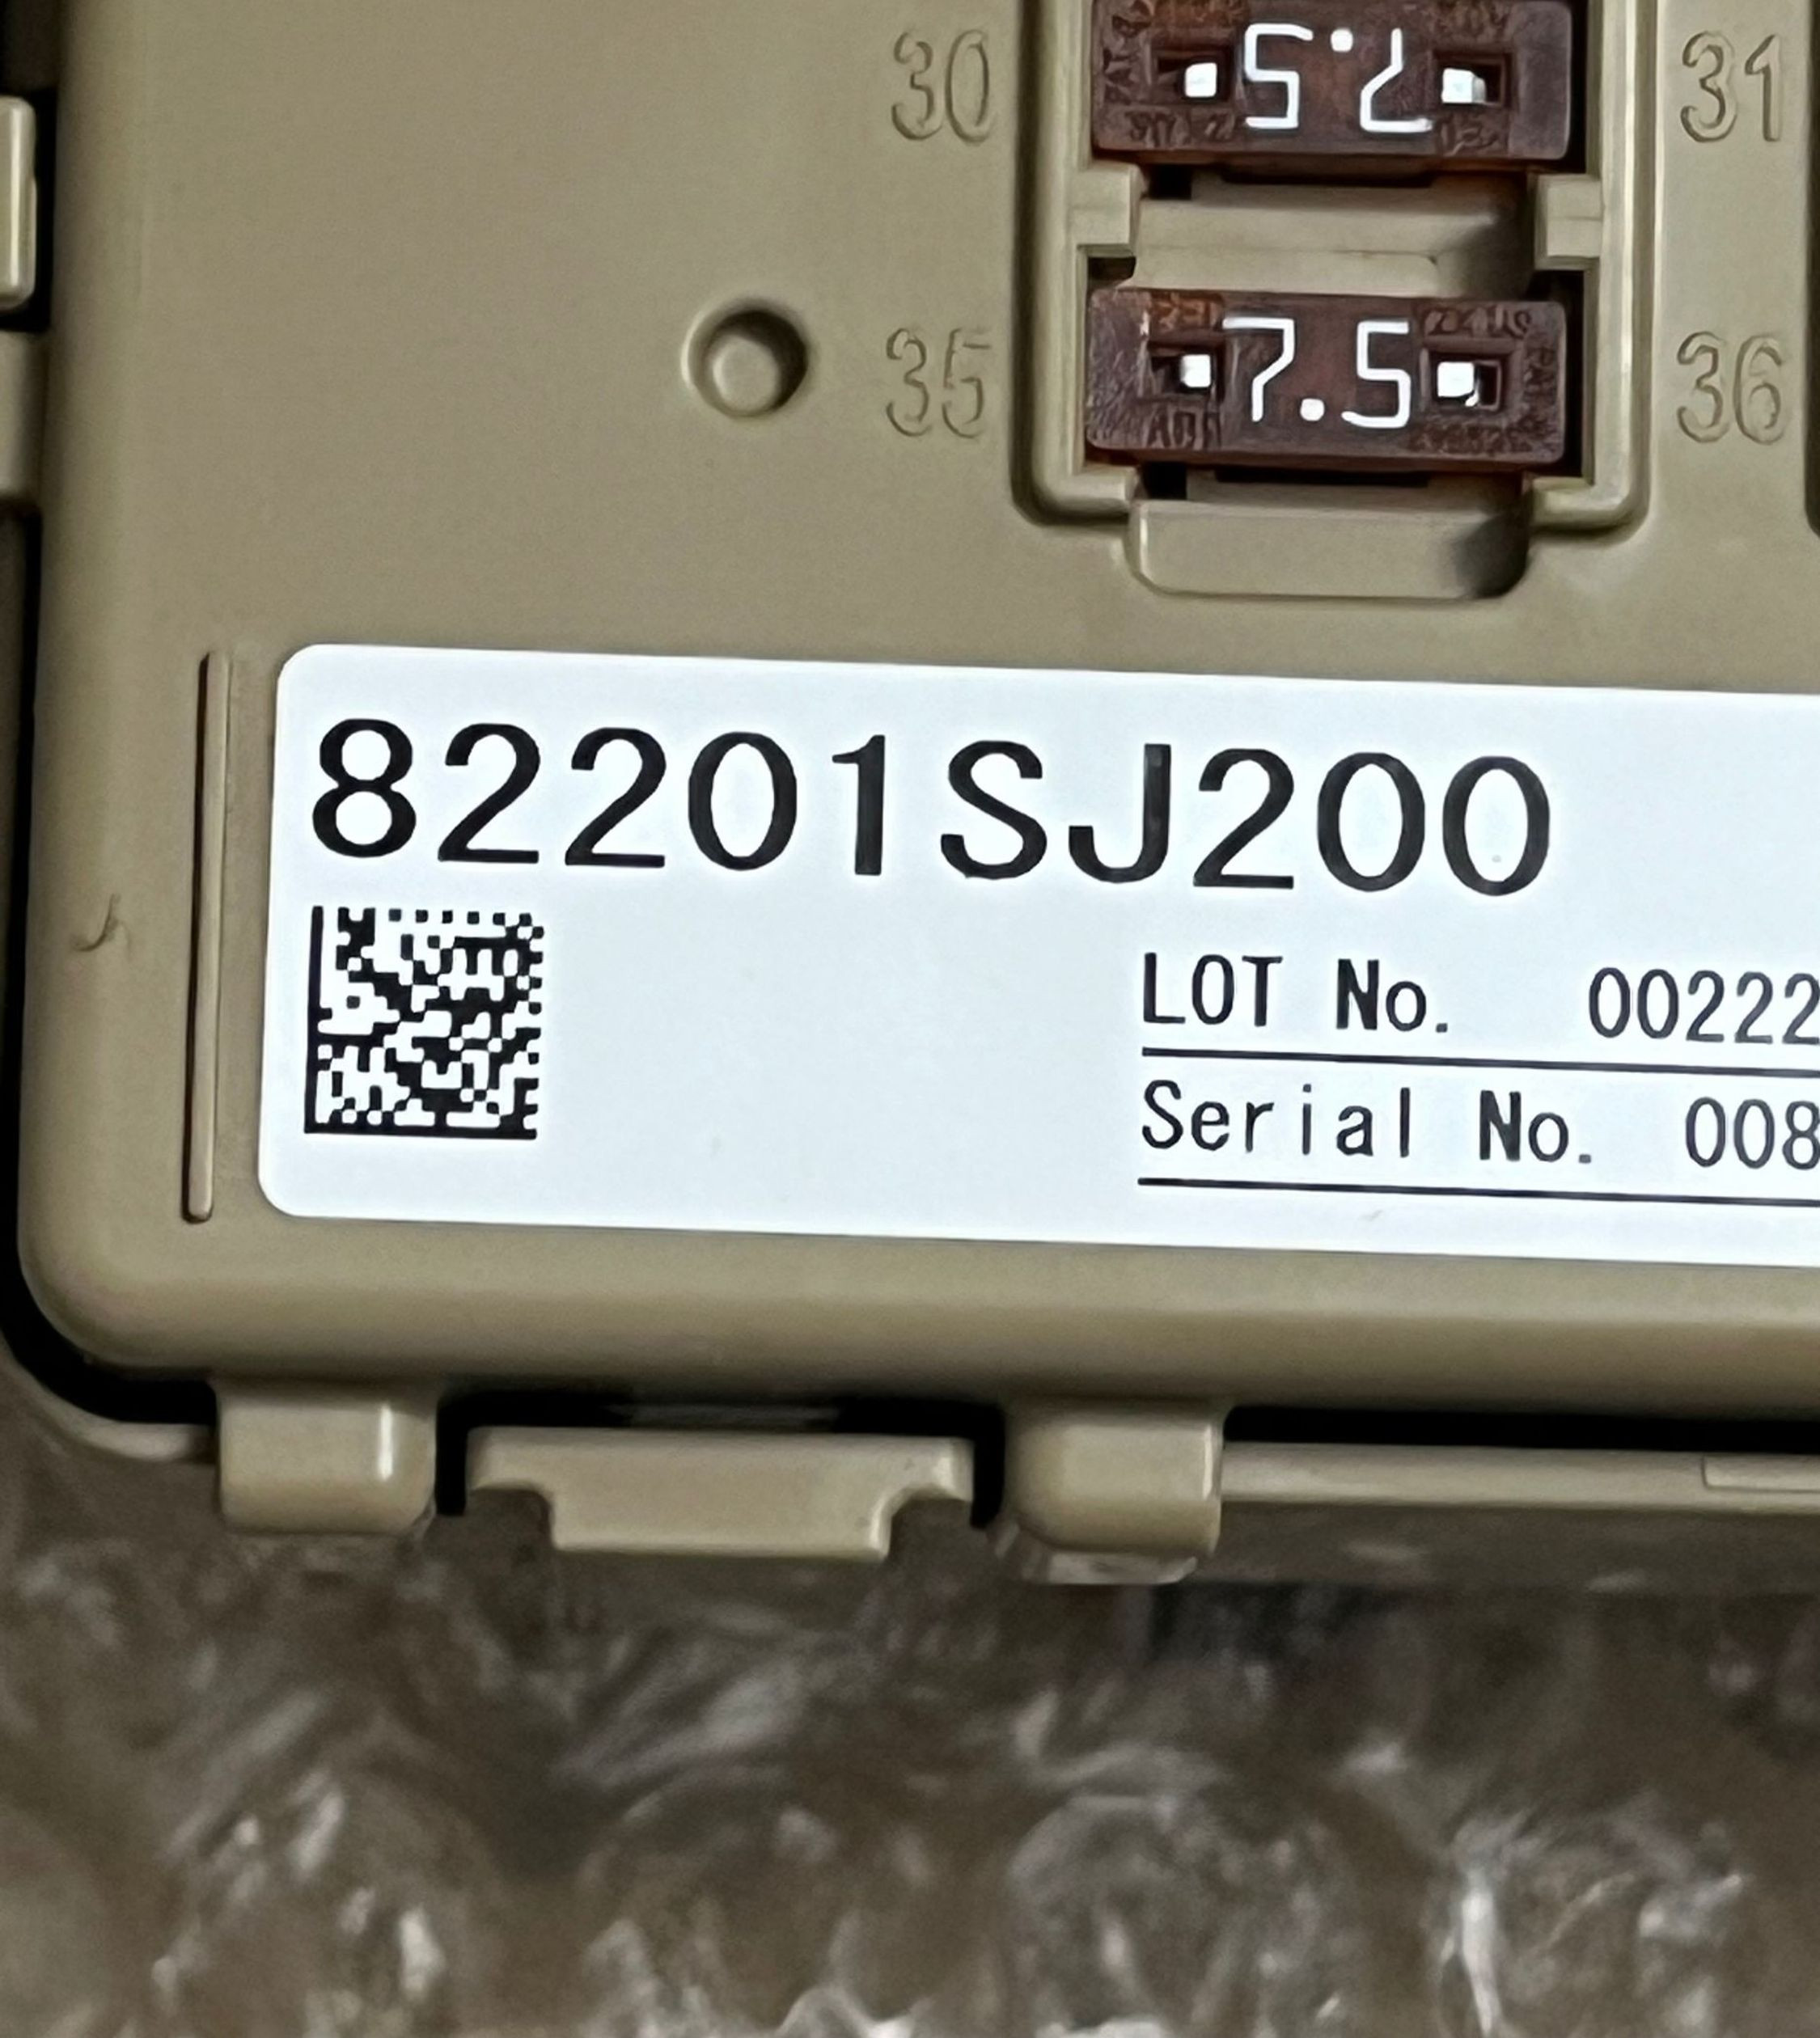 30 7.5 31
35 7.5 36
82201SJ200
LOT No. 00222
Serial No. 008